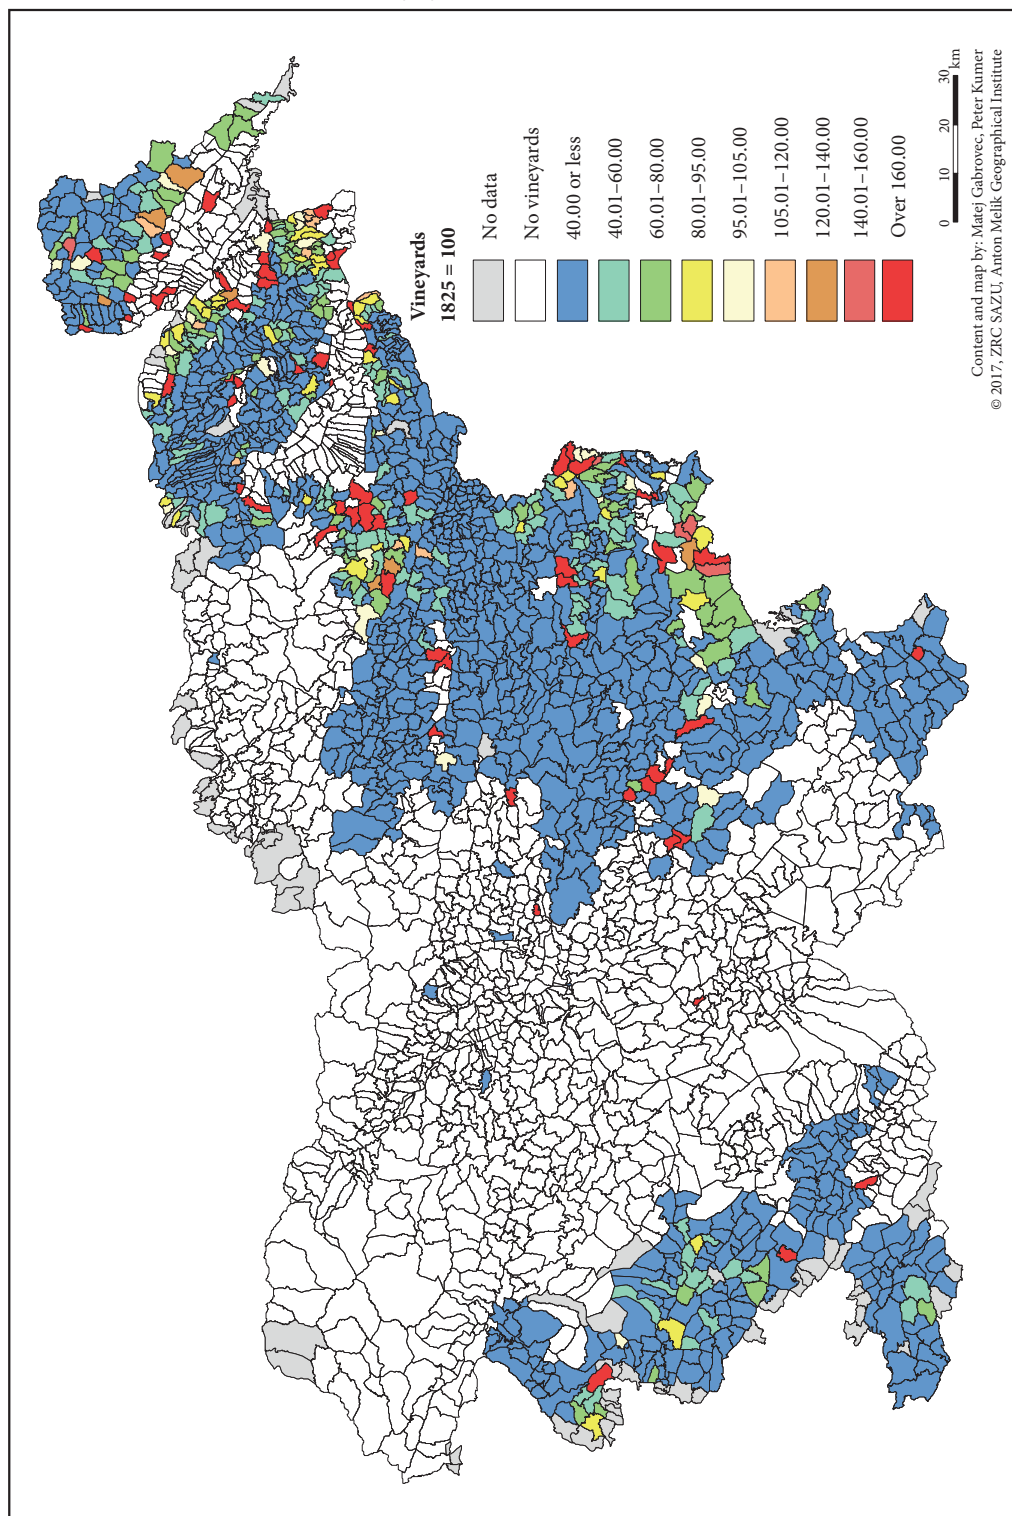 Vineyards
1825 = 100
No data
No vineyards
40.00 or less
40.01–60.00
60.01–80.00
80.01–95.00
95.01–105.00
105.01–120.00
120.01–140.00
140.01–160.00
Over 160.00
0 10 20 30
km
Content and map by: Matej Gabrovec, Peter Kumer
© 2017, ZRC SAZU, Anton Melik Geographical Institute